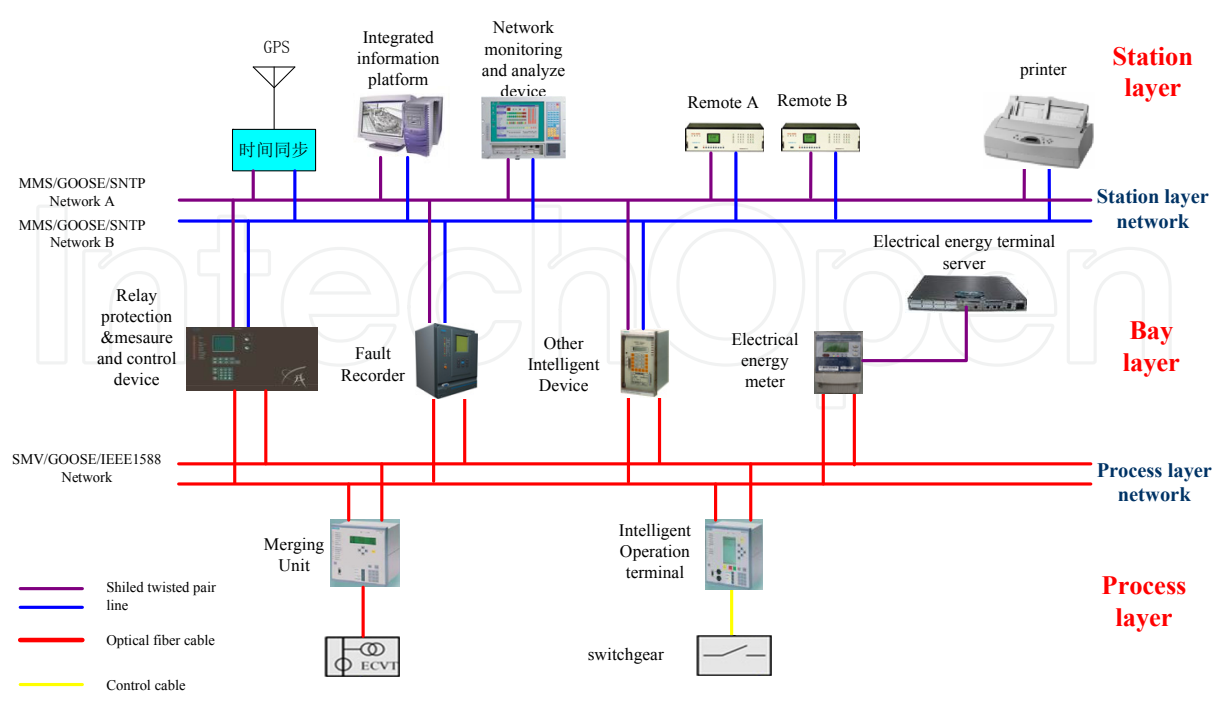 GPS
Integrated
information
platform
Network
monitoring
and analyze
device
Remote A
Remote B
printer
Station
layer
时间同步
MMS/GOOSE/SNTP
Network A
MMS/GOOSE/SNTP
Network B
Station layer
network
IntechOpen
Electrical energy terminal
server
Relay
protection
&mesaure
and control
device
Fault
Recorder
Other
Intelligent
Device
Electrical
energy
meter
Bay
layer
SMV/GOOSE/IEEE1588
Network
Process layer
network
Merging
Unit
Intelligent
Operation
terminal
Process
layer
Shiled twisted pair
line
Optical fiber cable
Control cable
ECVT
switchgear